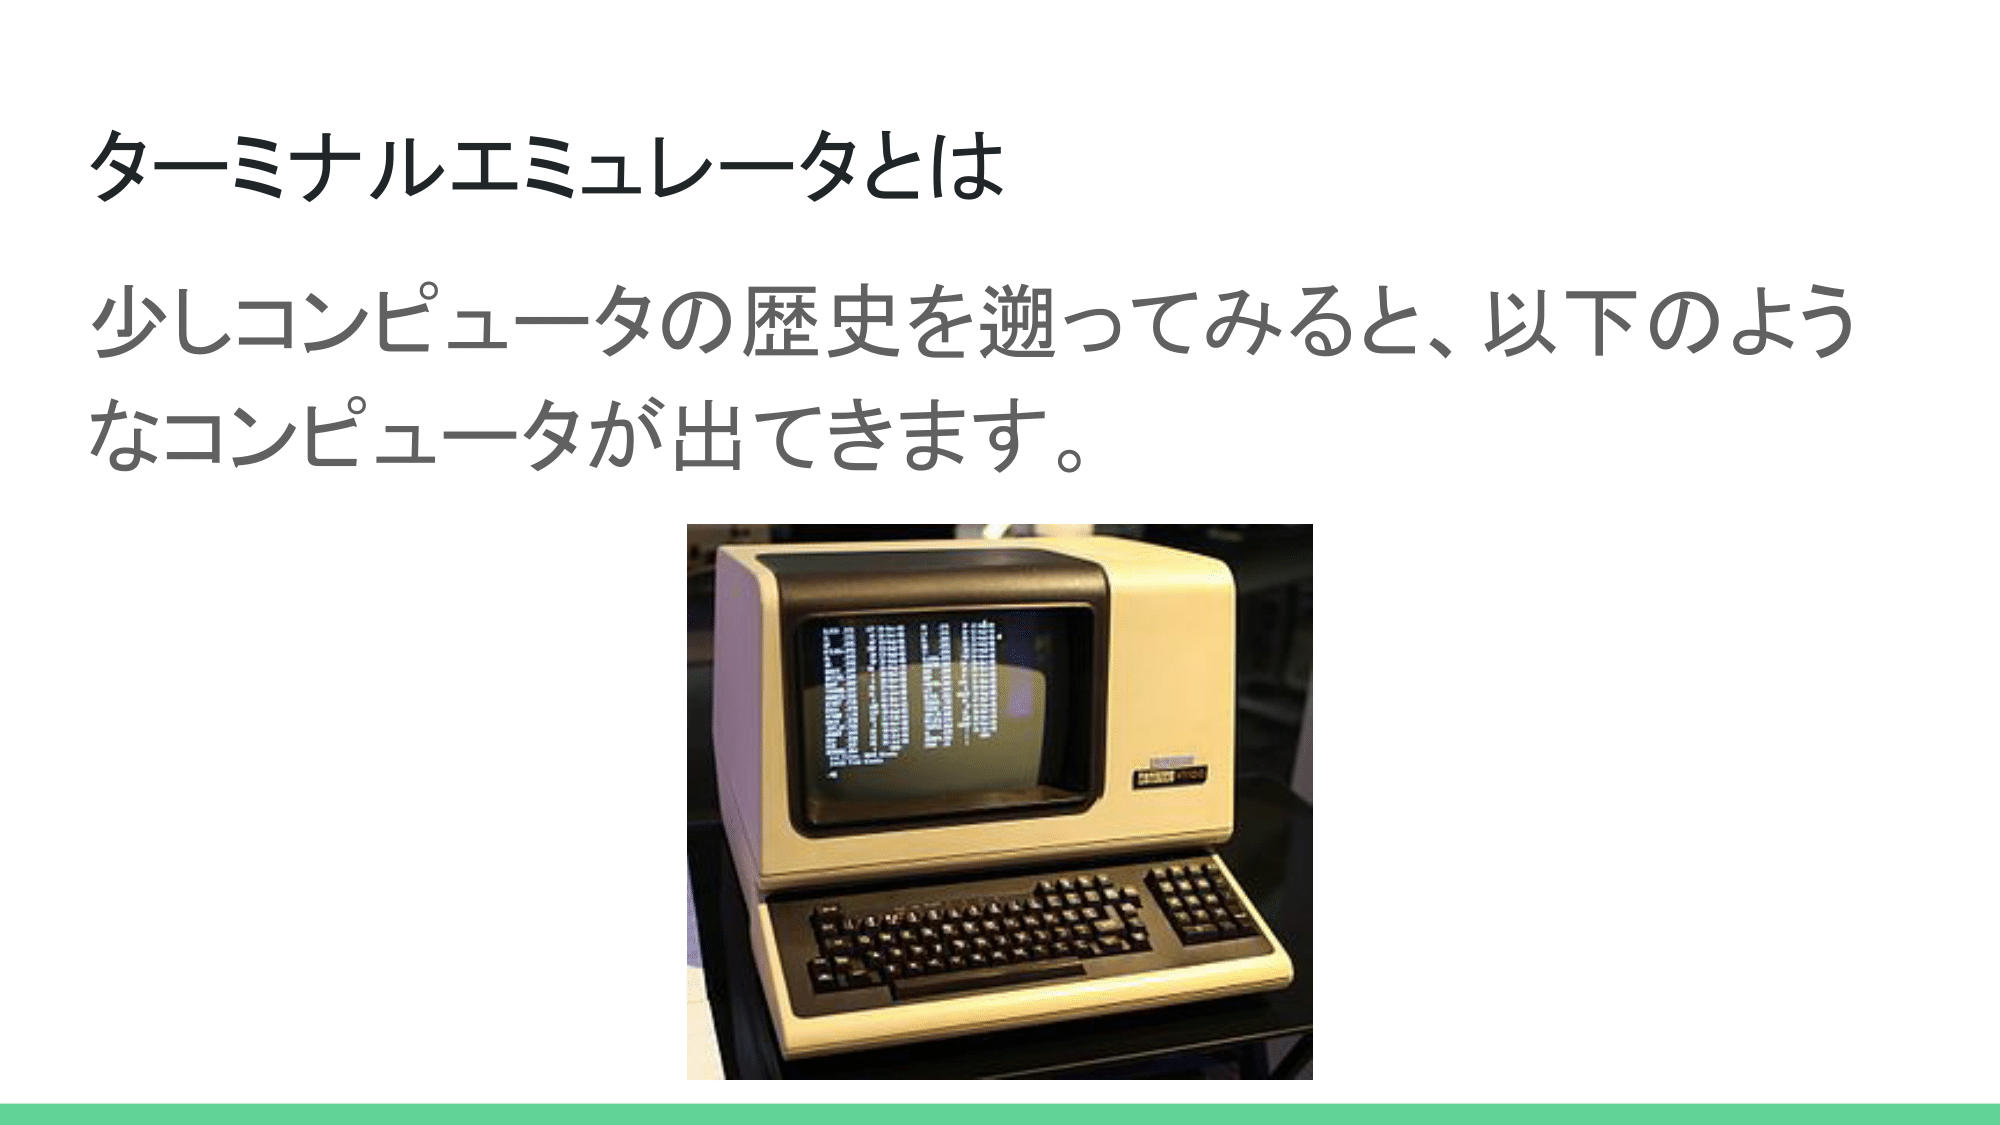 ターミナルエミュレータとは
少しコンピュータの歴史を遡ってみると、以下のよう
なコンピュータが出てきます。